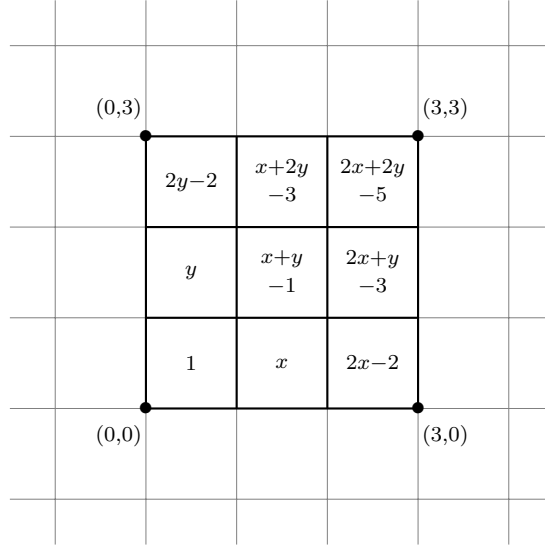 (0,3)
(3,3)
2y−2
x+2y
−3
2x+2y
−5
y
x+y
−1
2x+y
−3
1
x
2x−2
(0,0)
(3,0)